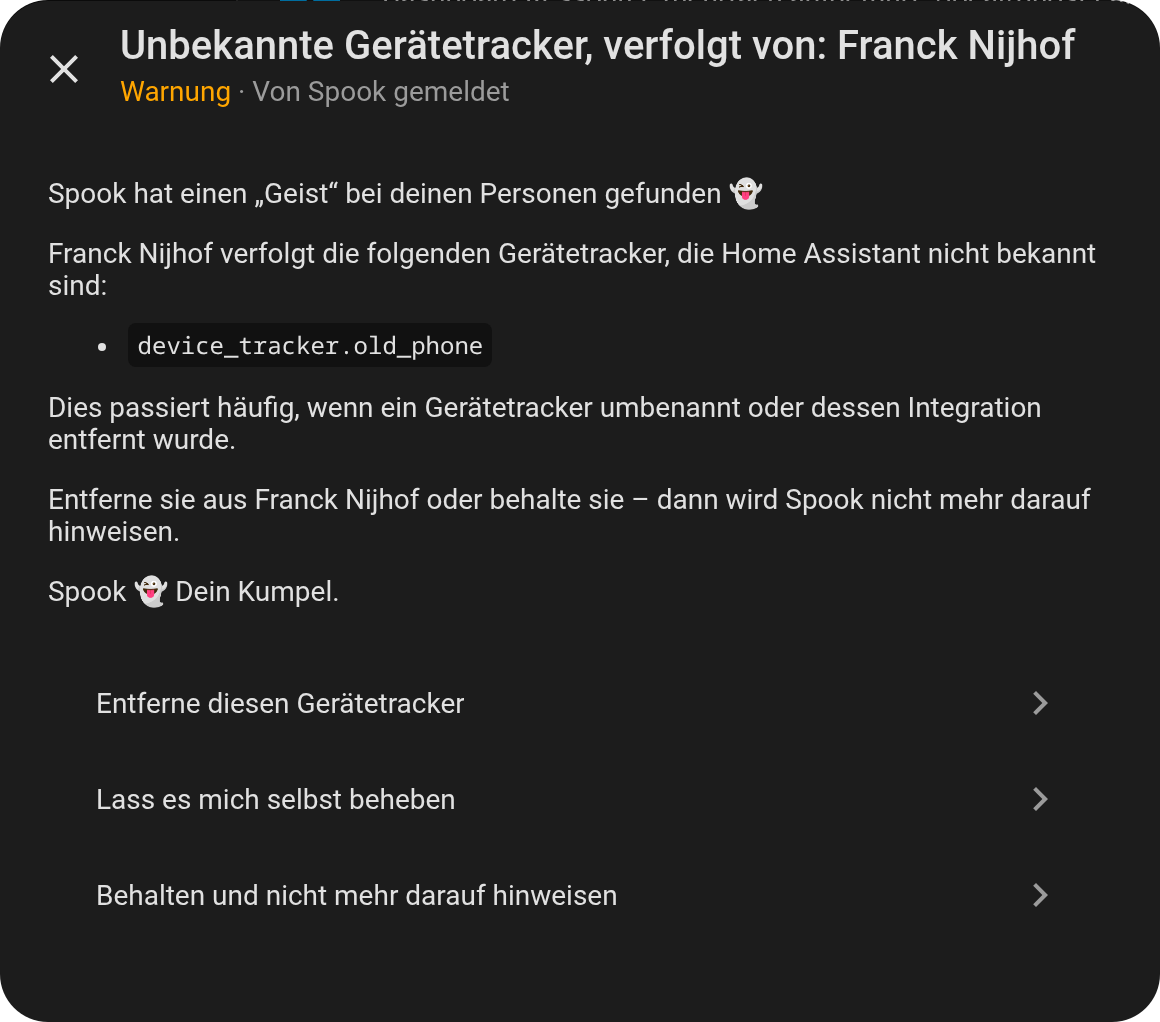 Unbekannte Gerätetracker, verfolgt von: Franck Nijhof
Warnung · Von Spook gemeldet
Spook hat einen „Geist“ bei deinen Personen gefunden 👻
Franck Nijhof verfolgt die folgenden Gerätetracker, die Home Assistant nicht bekannt
sind:
• device_tracker.old_phone
Dies passiert häufig, wenn ein Gerätetracker umbenannt oder dessen Integration
entfernt wurde.
Entferne sie aus Franck Nijhof oder behalte sie – dann wird Spook nicht mehr darauf
hinweisen.
Spook 👻 Dein Kumpel.
Entferne diesen Gerätetracker
Lass es mich selbst beheben
Behalten und nicht mehr darauf hinweisen